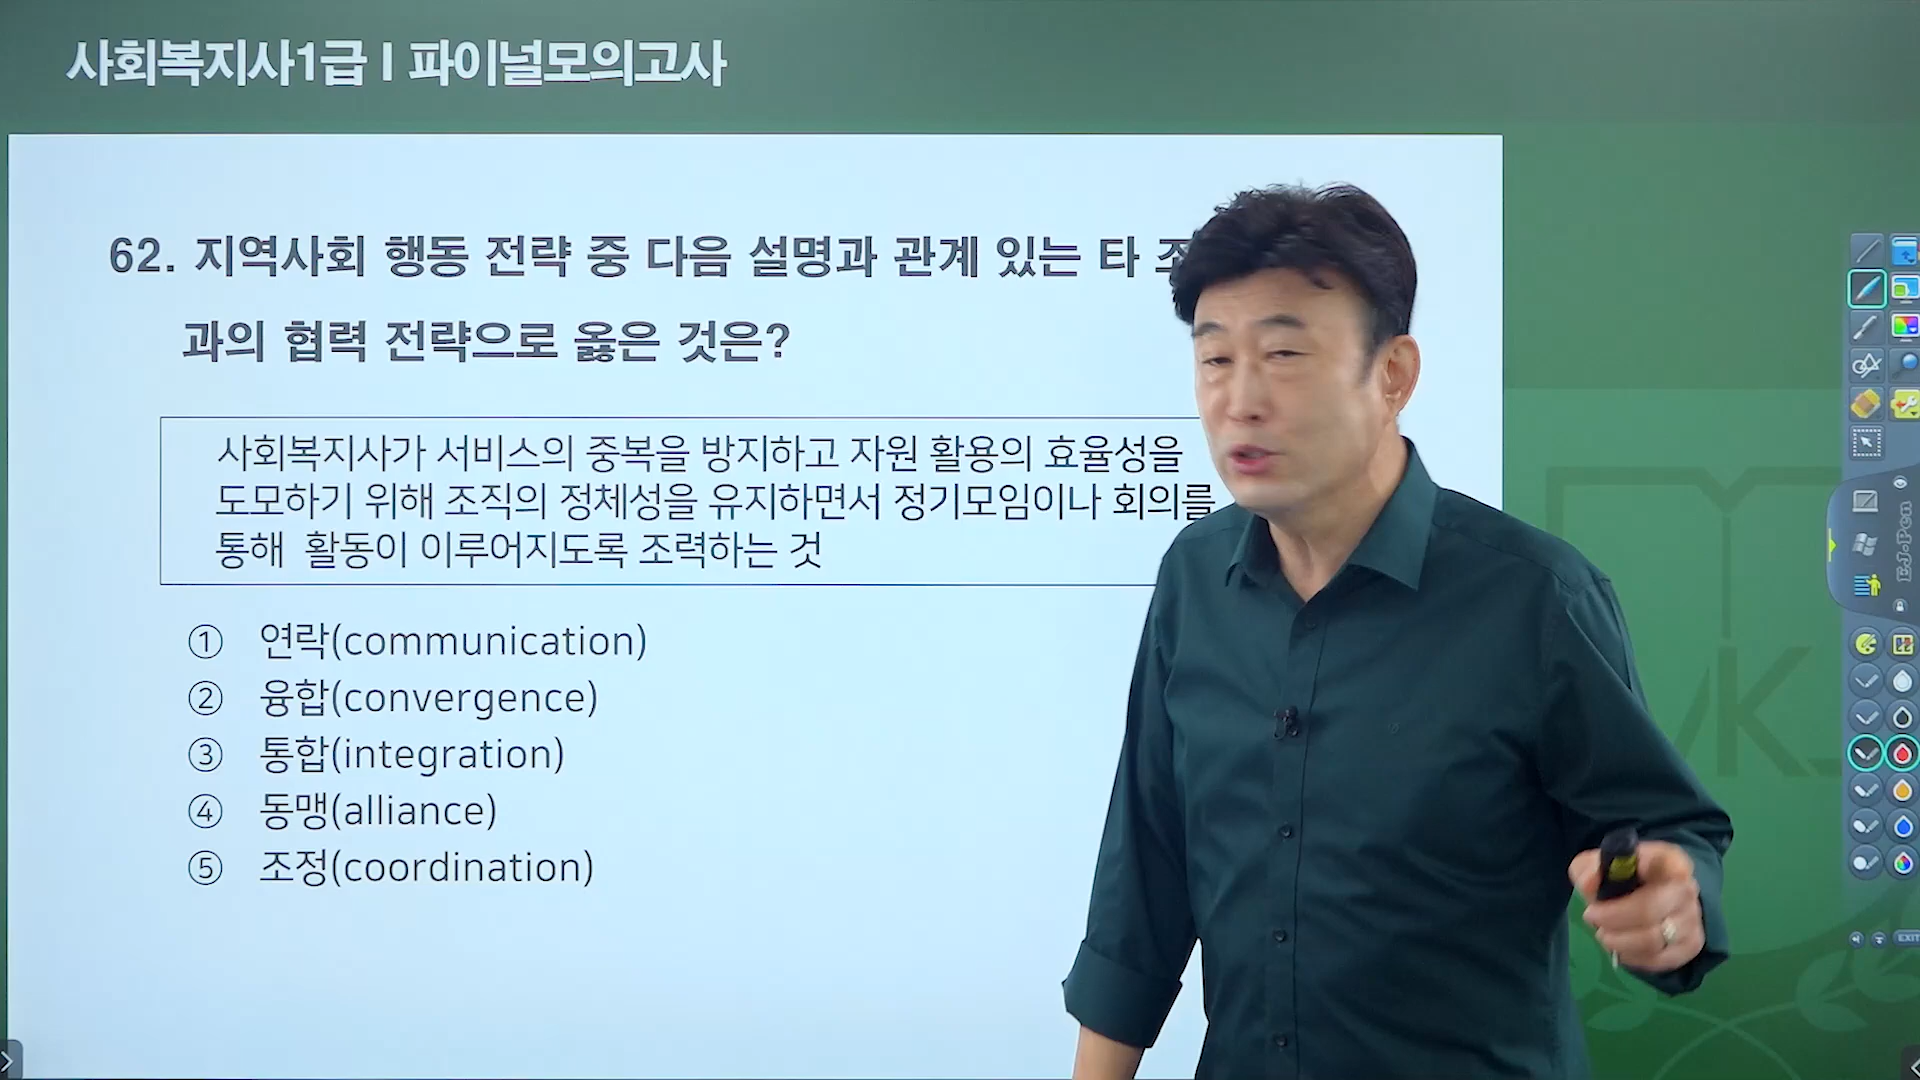 사회복지사1급 I 파이널모의고사
62. 지역사회 행동 전략 중 다음 설명과 관계 있는 타
과의 협력 전략으로 옳은 것은?
사회복지사가 서비스의 중복을 방지하고 자원 활용의 효율성을
도모하기 위해 조직의 정체성을 유지하면서 정기모임이나 회의를
통해 활동이 이루어지도록 조력하는 것
① 연락(communication)
② 융합(convergence)
③ 통합(integration)
④ 동맹(alliance)
⑤ 조정(coordination)
EJ-Pen
EXIT